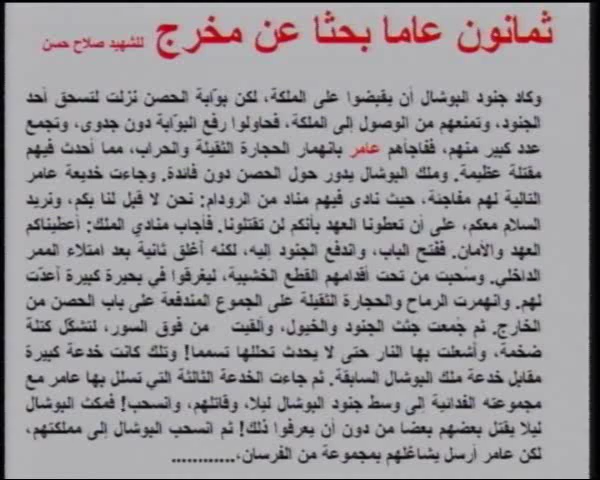 ثمانون عاما بحثا عن مخرج للشهيد صلاح حسن
وكاد جنود البوشال أن يقبضوا على الملكة، لكن بوّابة الحصن نزلت لتسحق أحد
الجنود، وتمنعهم من الوصول إلى الملكة، فحاولوا رفع البوّابة دون جدوى، وتجمع
عدد كبير منهم، ففاجأهم عامر بانهمار الحجارة الثقيلة والحراب، مما أحدث فيهم
مقتلة عظيمة. وملك البوشال يدور حول الحصن دون فائدة. وجاءت خديعة عامر
التالية لهم مفاجئة، حيث نادى فيهم مناد من الرودام: نحن لا قبل لنا بكم، ونريد
السلام معكم، على أن تعطونا العهد بأنكم لن تقتلونا. فأجاب منادي الملك: أعطيناكم
العهد والأمان. ففتح الباب، واندفع الجنود إليه، لكنه أغلق ثانية بعد امتلاء الممر
الداخلي. وسُحبت من تحت أقدامهم القطع الخشبية، ليغرقوا في بحيرة كبيرة أعدّت
لهم. وانهمرت الرماح والحجارة الثقيلة على الجموع المندفعة على باب الحصن من
الخارج. ثم جُمعت جثث الجنود والخيول، وألقيت من فوق السور، لتشكّل كتلة
ضخمة، وأشعلت بها النار حتى لا يحدث تحللها تسمما! وتلك كانت خدعة كبيرة
مقابل خدعة ملك البوشال السابقة. ثم جاءت الخدعة الثالثة التي تسلل بها عامر مع
مجموعته الفدائية إلى وسط جنود البوشال ليلا، وقاتلهم، وانسحب! فمكث البوشال
ليلا يقتل بعضهم بعضا من دون أن يعرفوا ذلك! ثم انسحب البوشال إلى مملكتهم،
لكن عامر أرسل يشاغلهم بمجموعة من الفرسان،............